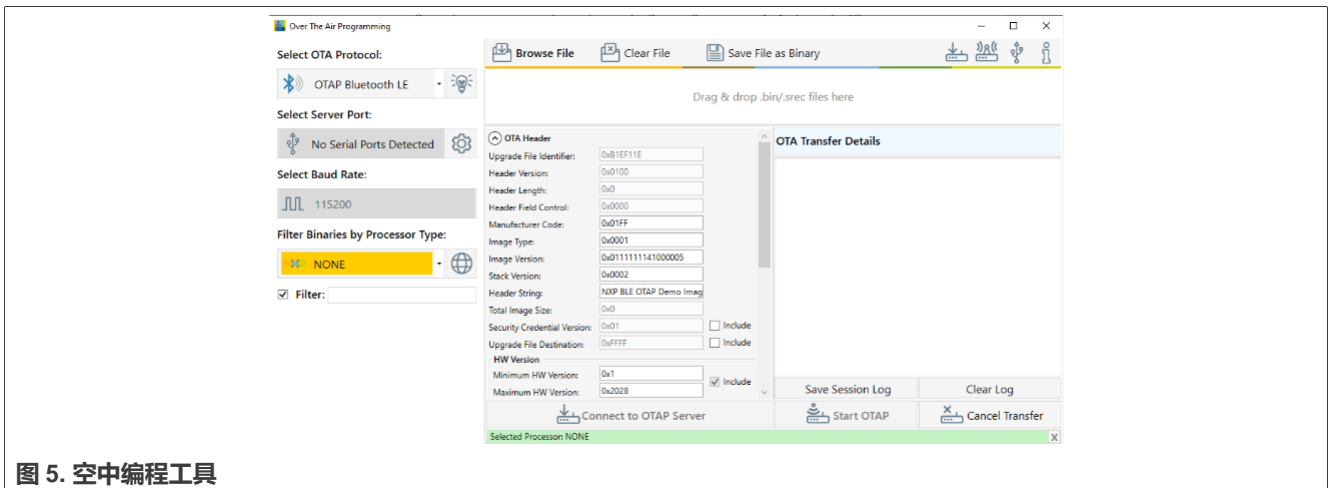 Over The Air Programming
Select OTA Protocol:
OTAP Bluetooth LE
Select Server Port:
No Serial Ports Detected
Select Baud Rate:
115200
Filter Binaries by Processor Type:
NONE
Filter:
Browse File Clear File Save File as Binary
Drag & drop .bin/.srec files here
OTA Header
Upgrade File Identifier: 0xB1EF11E
Header Version: 0x0100
Header Length: 0x0
Header Field Control: 0x0000
Manufacturer Code: 0x01FF
Image Type: 0x0001
Image Version: 0x0111111141000005
Stack Version: 0x0002
Header String: NXP BLE OTAP Demo Imag
Total Image Size: 0x0
Security Credential Version: 0x01 Include
Upgrade File Destination: 0xFFFF Include
HW Version
Minimum HW Version: 0x1
Include
Maximum HW Version: 0x2028
OTA Transfer Details
Save Session Log Clear Log
Connect to OTAP Server Start OTAP Cancel Transfer
Selected Processor: NONE X
图 5. 空中编程工具